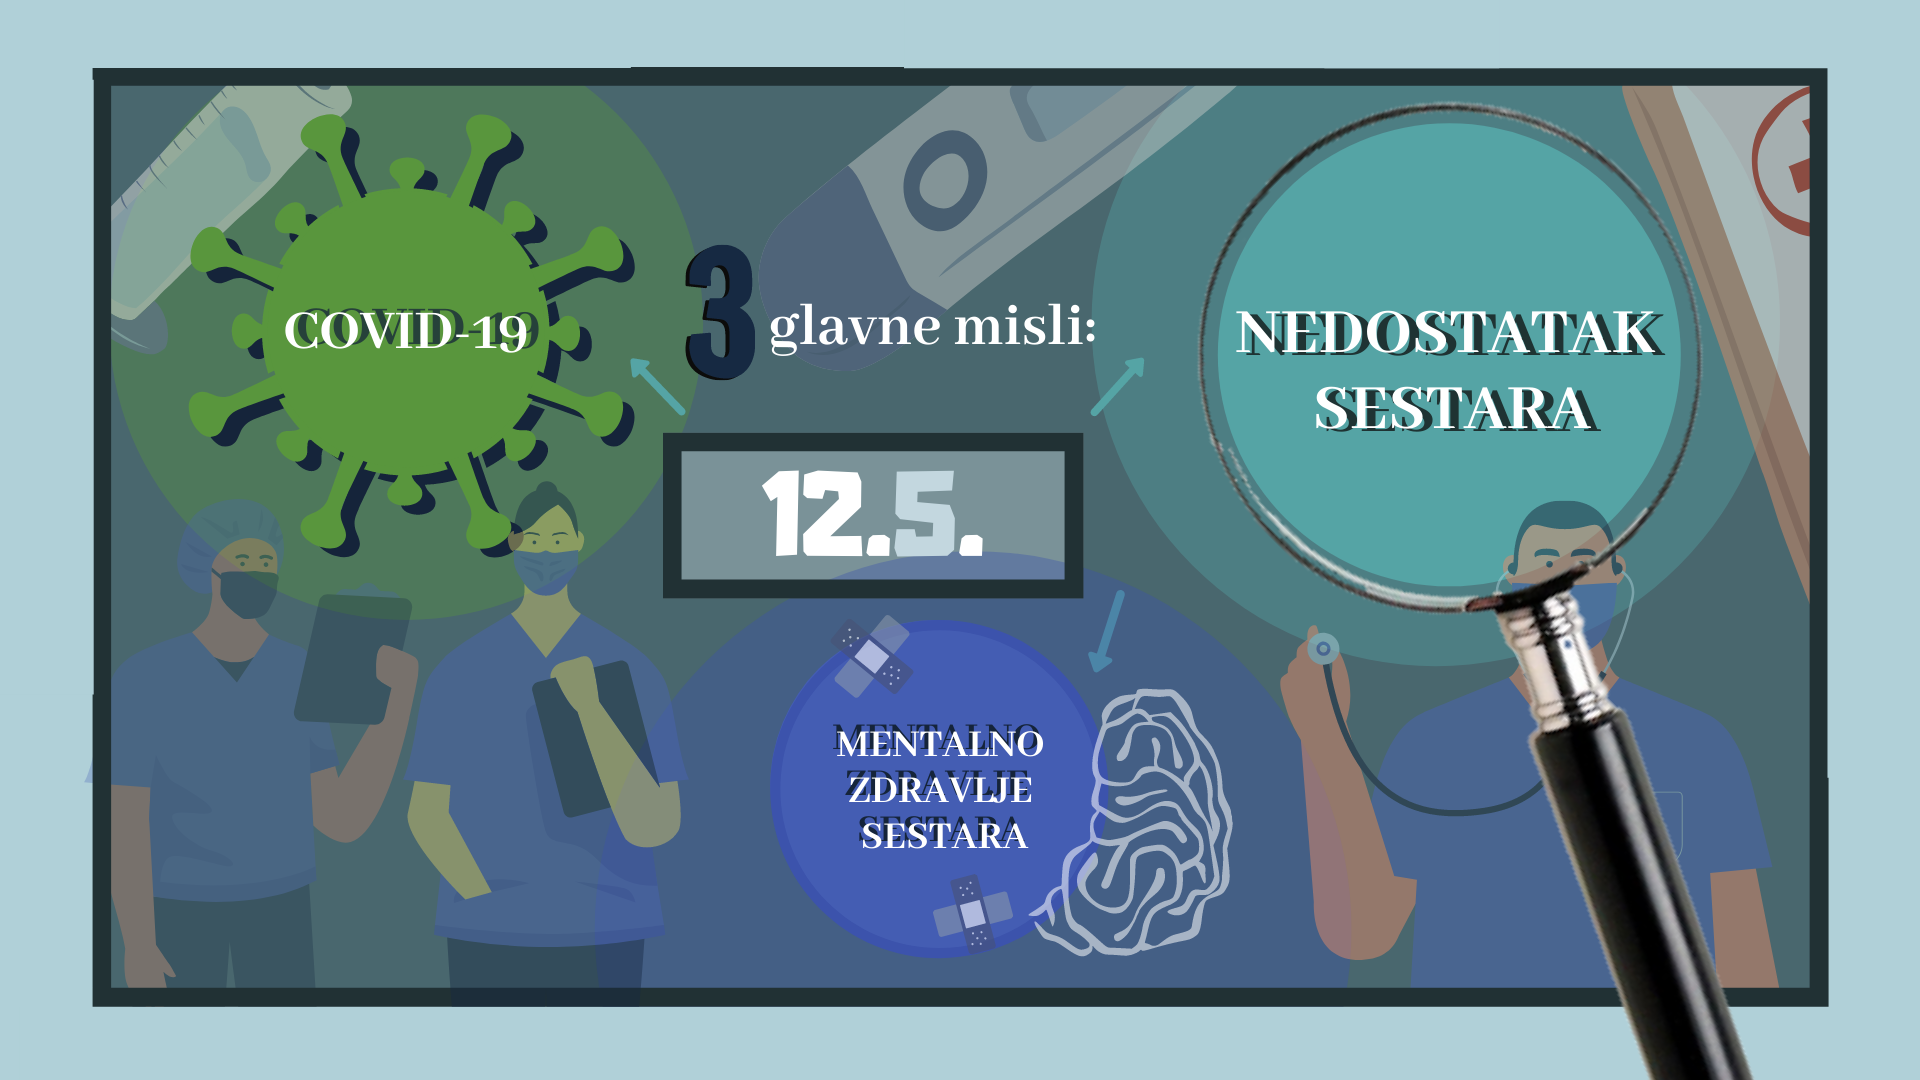 COVID-19
3 glavne misli:
NEDOSTATAK
SESTARA
12.5.
MENTALNO
ZDRAVLJE
SESTARA